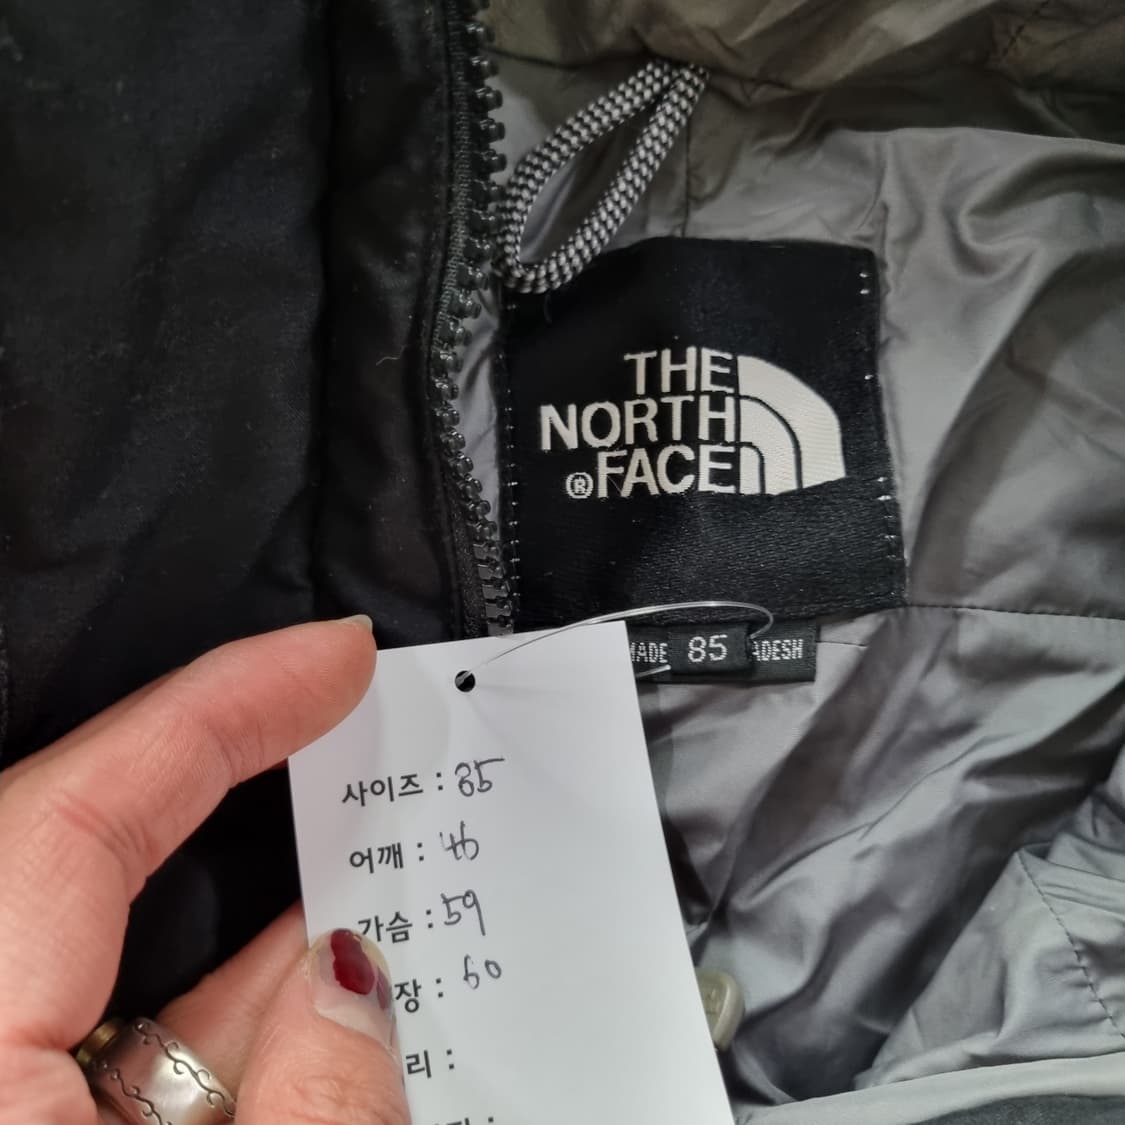 THE
NORTH
®FACE
MADE 85 ADESH
사이즈 : 85
어깨 : 46
가슴 : 59
장 : 60
리 :